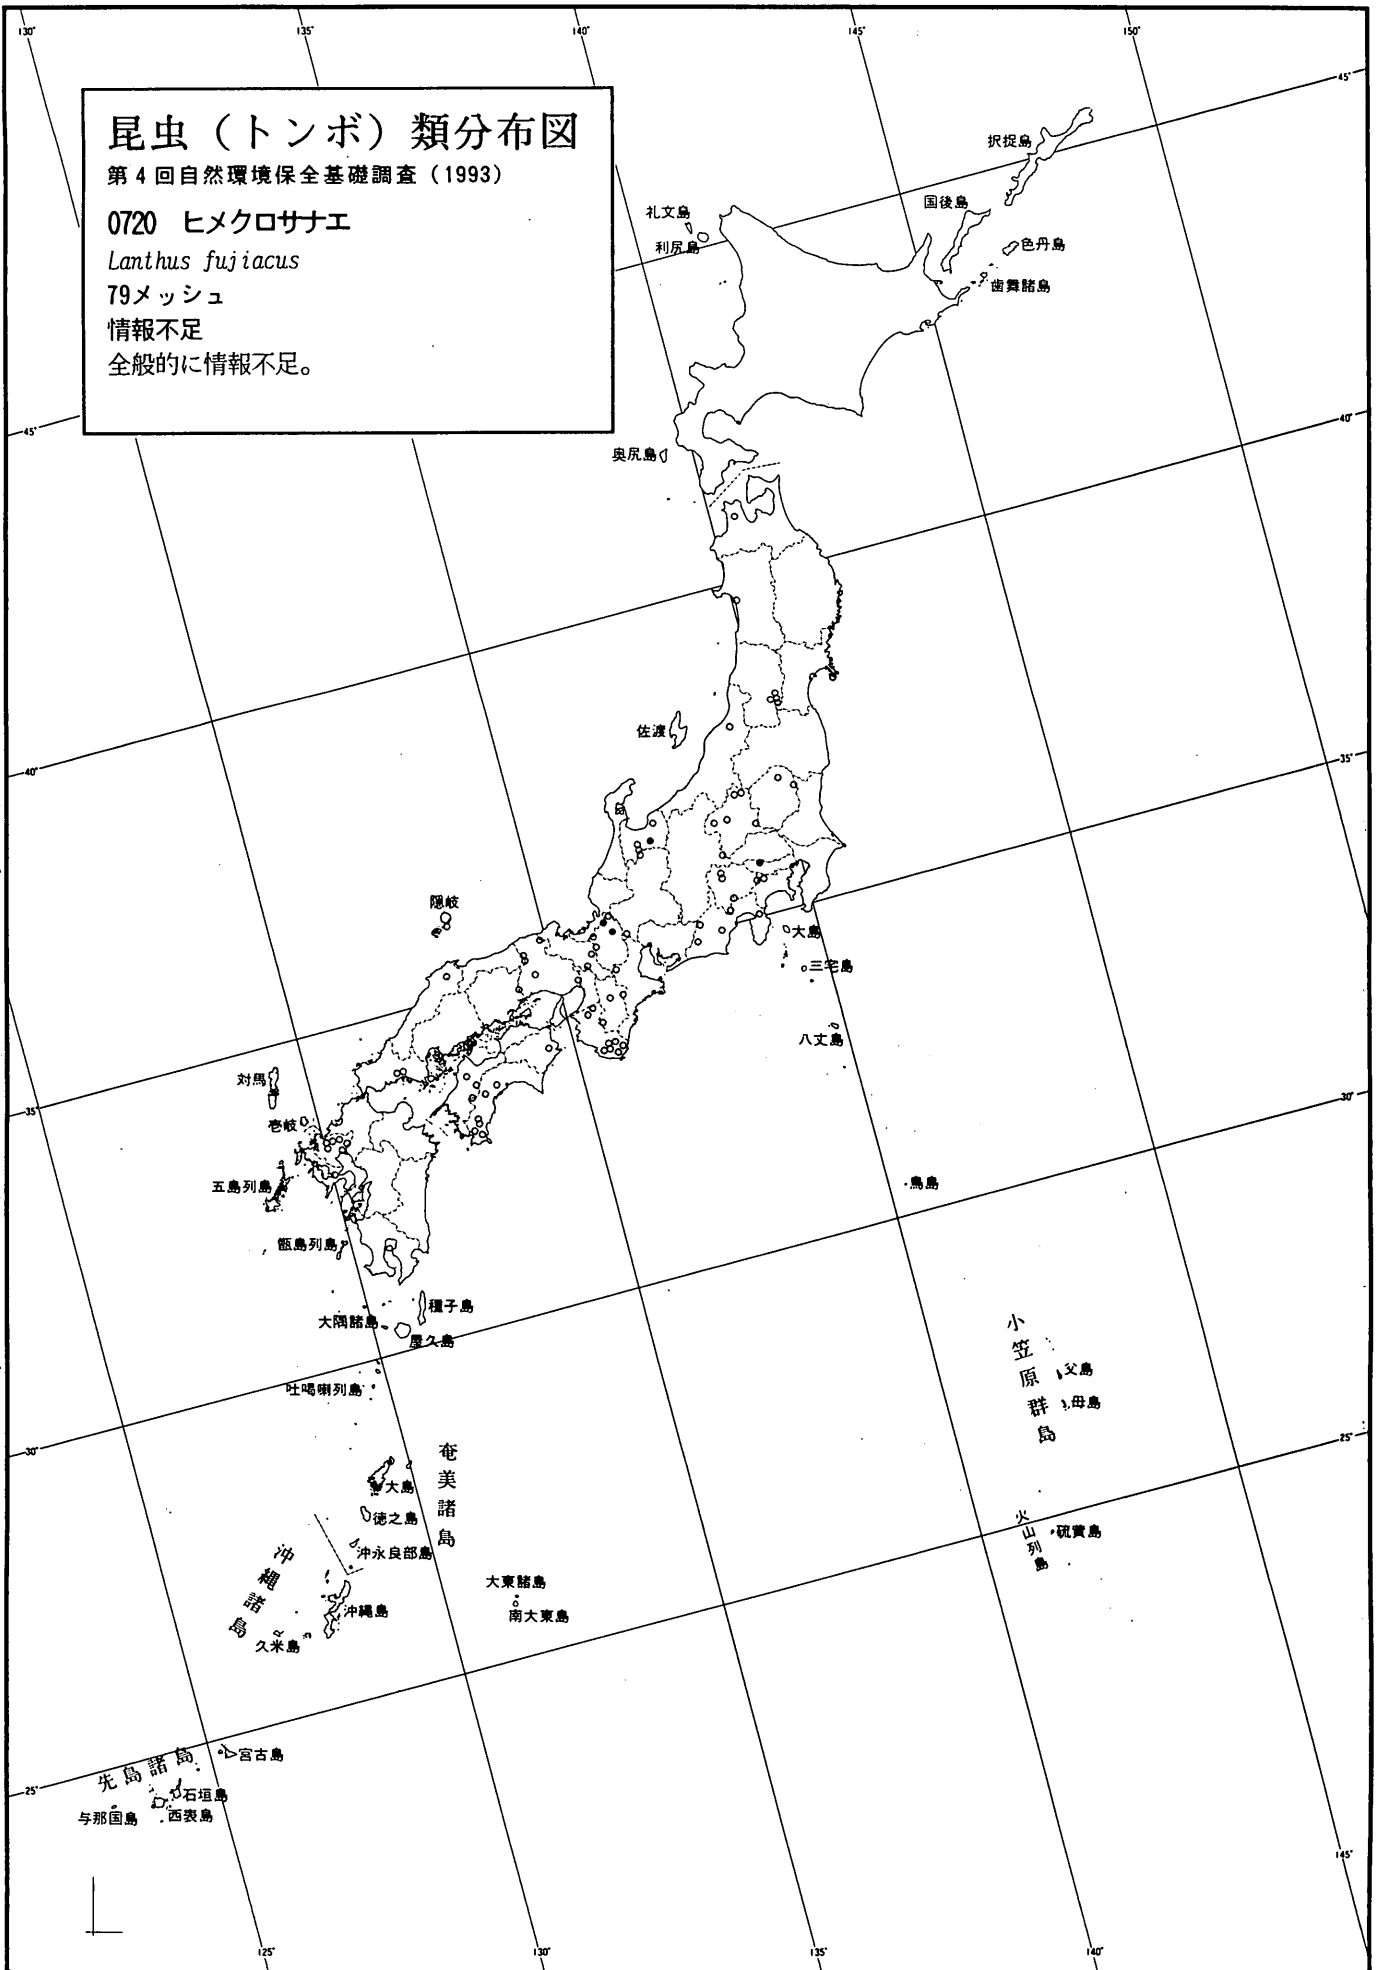 130°
135°
140°
145°
150°
昆虫（トンボ）類分布図
第4回自然環境保全基礎調査（1993）
0720 ヒメクロサナエ
Lanthus fujiacus
79メッシュ
情報不足
全般的に情報不足。
45°
択捉島
礼文島
国後島
利尻島
色丹島
歯舞諸島
40°
45°
奥尻島
佐渡
35°
40°
隠岐
大島
三宅島
八丈島
対馬
30°
35°
壱岐
五島列島
鳥島
甑島列島
種子島
大隅諸島
屋久島
小笠原群島
父島
吐噶喇列島
母島
25°
30°
奄美諸島
大島
徳之島
火山列島
硫黄島
沖永良部島
沖縄諸島
大東諸島
沖縄島
南大東島
久米島
先島諸島
宮古島
25°
石垣島
与那国島
西表島
145°
125°
130°
135°
140°